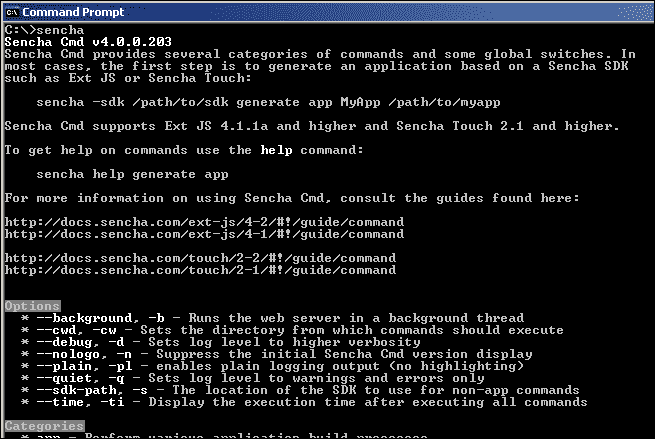 Command Prompt
C:\>sencha
Sencha Cmd v4.0.0.203
Sencha Cmd provides several categories of commands and some global switches. In
most cases, the first step is to generate an application based on a Sencha SDK
such as Ext JS or Sencha Touch:
sencha -sdk /path/to/sdk generate app MyApp /path/to/myapp
Sencha Cmd supports Ext JS 4.1.1a and higher and Sencha Touch 2.1 and higher.
To get help on commands use the help command:
sencha help generate app
For more information on using Sencha Cmd, consult the guides found here:
http://docs.sencha.com/ext-js/4-2/#!/guide/command
http://docs.sencha.com/ext-js/4-1/#!/guide/command
http://docs.sencha.com/touch/2-2/#!/guide/command
http://docs.sencha.com/touch/2-1/#!/guide/command
Options
* --background, -b - Runs the web server in a background thread
* --cwd, -cw - Sets the directory from which commands should execute
* --debug, -d - Sets log level to higher verbosity
* --nologo, -n - Suppress the initial Sencha Cmd version display
* --plain, -pl - enables plain logging output (no highlighting)
* --quiet, -q - Sets log level to warnings and errors only
* --sdk-path, -s - The location of the SDK to use for non-app commands
* --time, -ti - Display the execution time after executing all commands
Categories
* app - Perform various application build processes